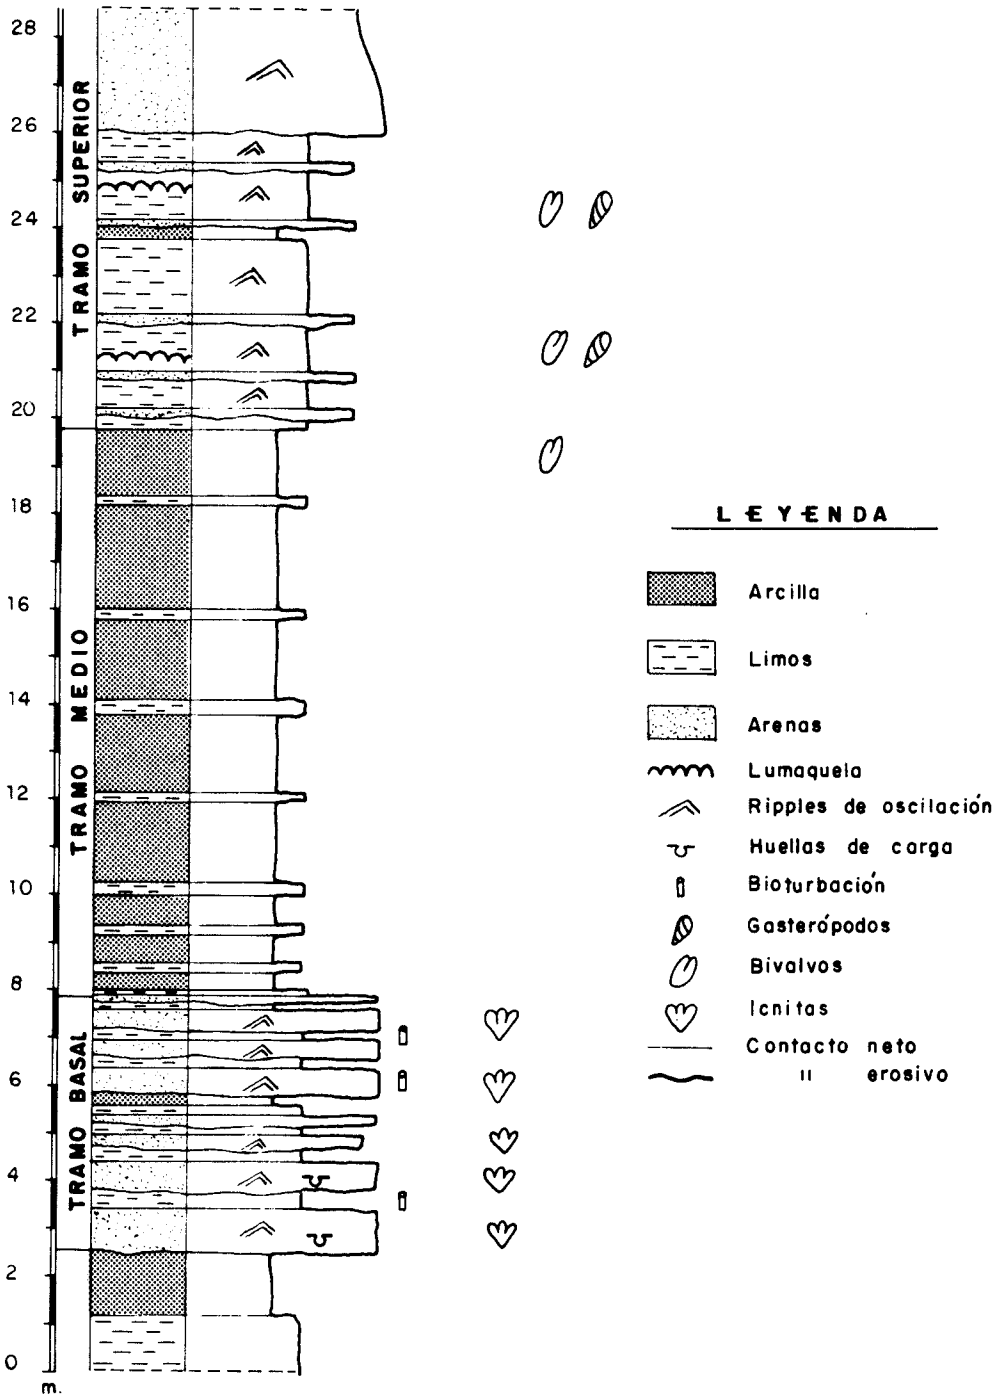 28
26
24
22
20
18
16
14
12
10
8
6
4
2
0
m.
TRAMO SUPERIOR
TRAMO MEDIO
TRAMO BASAL
LEYENDA
Arcilla
Limos
Arenas
Lumaquela
Ripples de oscilación
Huellas de carga
Bioturbación
Gasterópodos
Bivalvos
Icnitas
Contacto neto
" erosivo